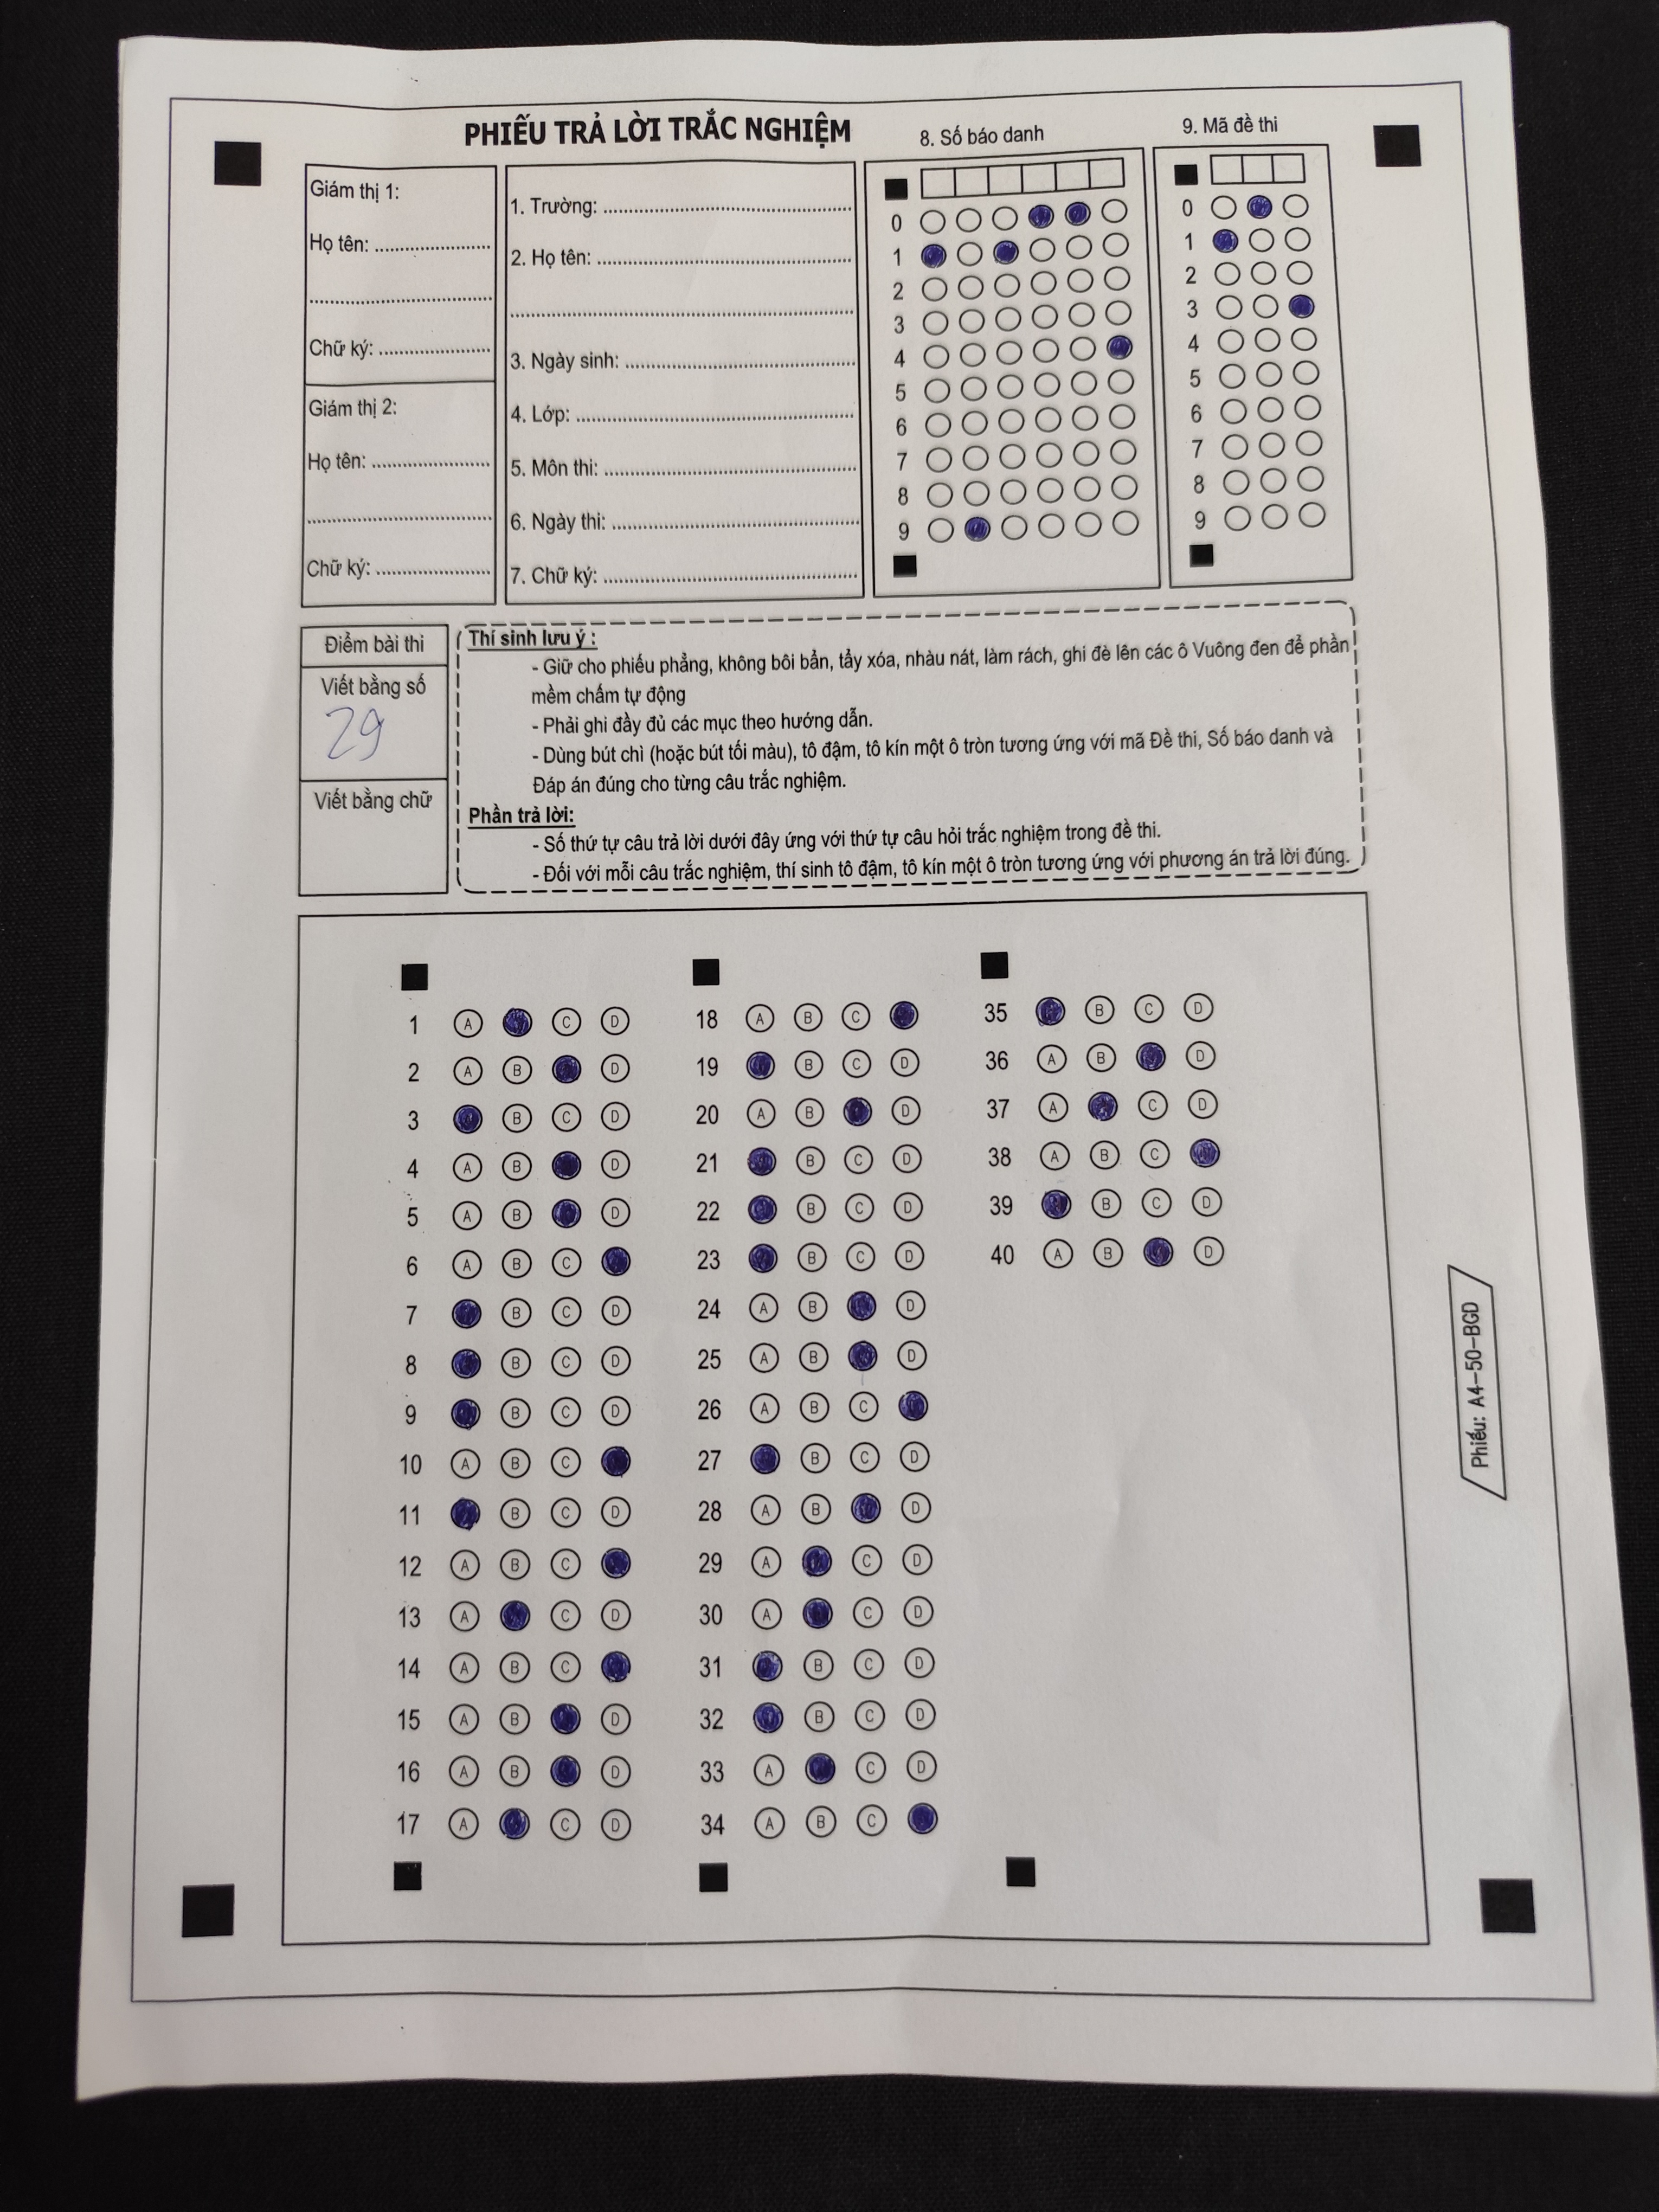 PHIẾU TRẢ LỜI TRẮC NGHIỆM
8. Số báo danh
9. Mã đề thi
Giám thị 1:
Họ tên: ......................
...................................
Chữ ký: .....................
Giám thị 2:
Họ tên: ......................
...................................
Chữ ký: .....................
1. Trường: ...............................................
2. Họ tên: ................................................
.................................................................
3. Ngày sinh: ...........................................
4. Lớp: .....................................................
5. Môn thi: ...............................................
6. Ngày thi: ..............................................
7. Chữ ký: ................................................
0
1
2
3
4
5
6
7
8
9
0
1
2
3
4
5
6
7
8
9
Điểm bài thi
Viết bằng số
29
Viết bằng chữ
Thí sinh lưu ý :
- Giữ cho phiếu phẳng, không bôi bẩn, tẩy xóa, nhàu nát, làm rách, ghi đè lên các ô Vuông đen để phần
mềm chấm tự động
- Phải ghi đầy đủ các mục theo hướng dẫn.
- Dùng bút chì (hoặc bút tối màu), tô đậm, tô kín một ô tròn tương ứng với mã Đề thi, Số báo danh và
Đáp án đúng cho từng câu trắc nghiệm.
Phần trả lời:
- Số thứ tự câu trả lời dưới đây ứng với thứ tự câu hỏi trắc nghiệm trong đề thi.
- Đối với mỗi câu trắc nghiệm, thí sinh tô đậm, tô kín một ô tròn tương ứng với phương án trả lời đúng.
1 A C D
2 A B D
3 B C D
4 A B D
5 A B D
6 A B C
7 B C D
8 B C D
9 B C D
10 A B C
11 B C D
12 A B C
13 A C D
14 A B C
15 A B D
16 A B D
17 A C D
18 A B C
19 B C D
20 A B D
21 B C D
22 B C D
23 B C D
24 A B D
25 A B D
26 A B C
27 B C D
28 A B D
29 A C D
30 A C D
31 B C D
32 B C D
33 A C D
34 A B C
35 B C D
36 A B D
37 A C D
38 A B C
39 B C D
40 A B D
Phiếu: A4-50-BGD